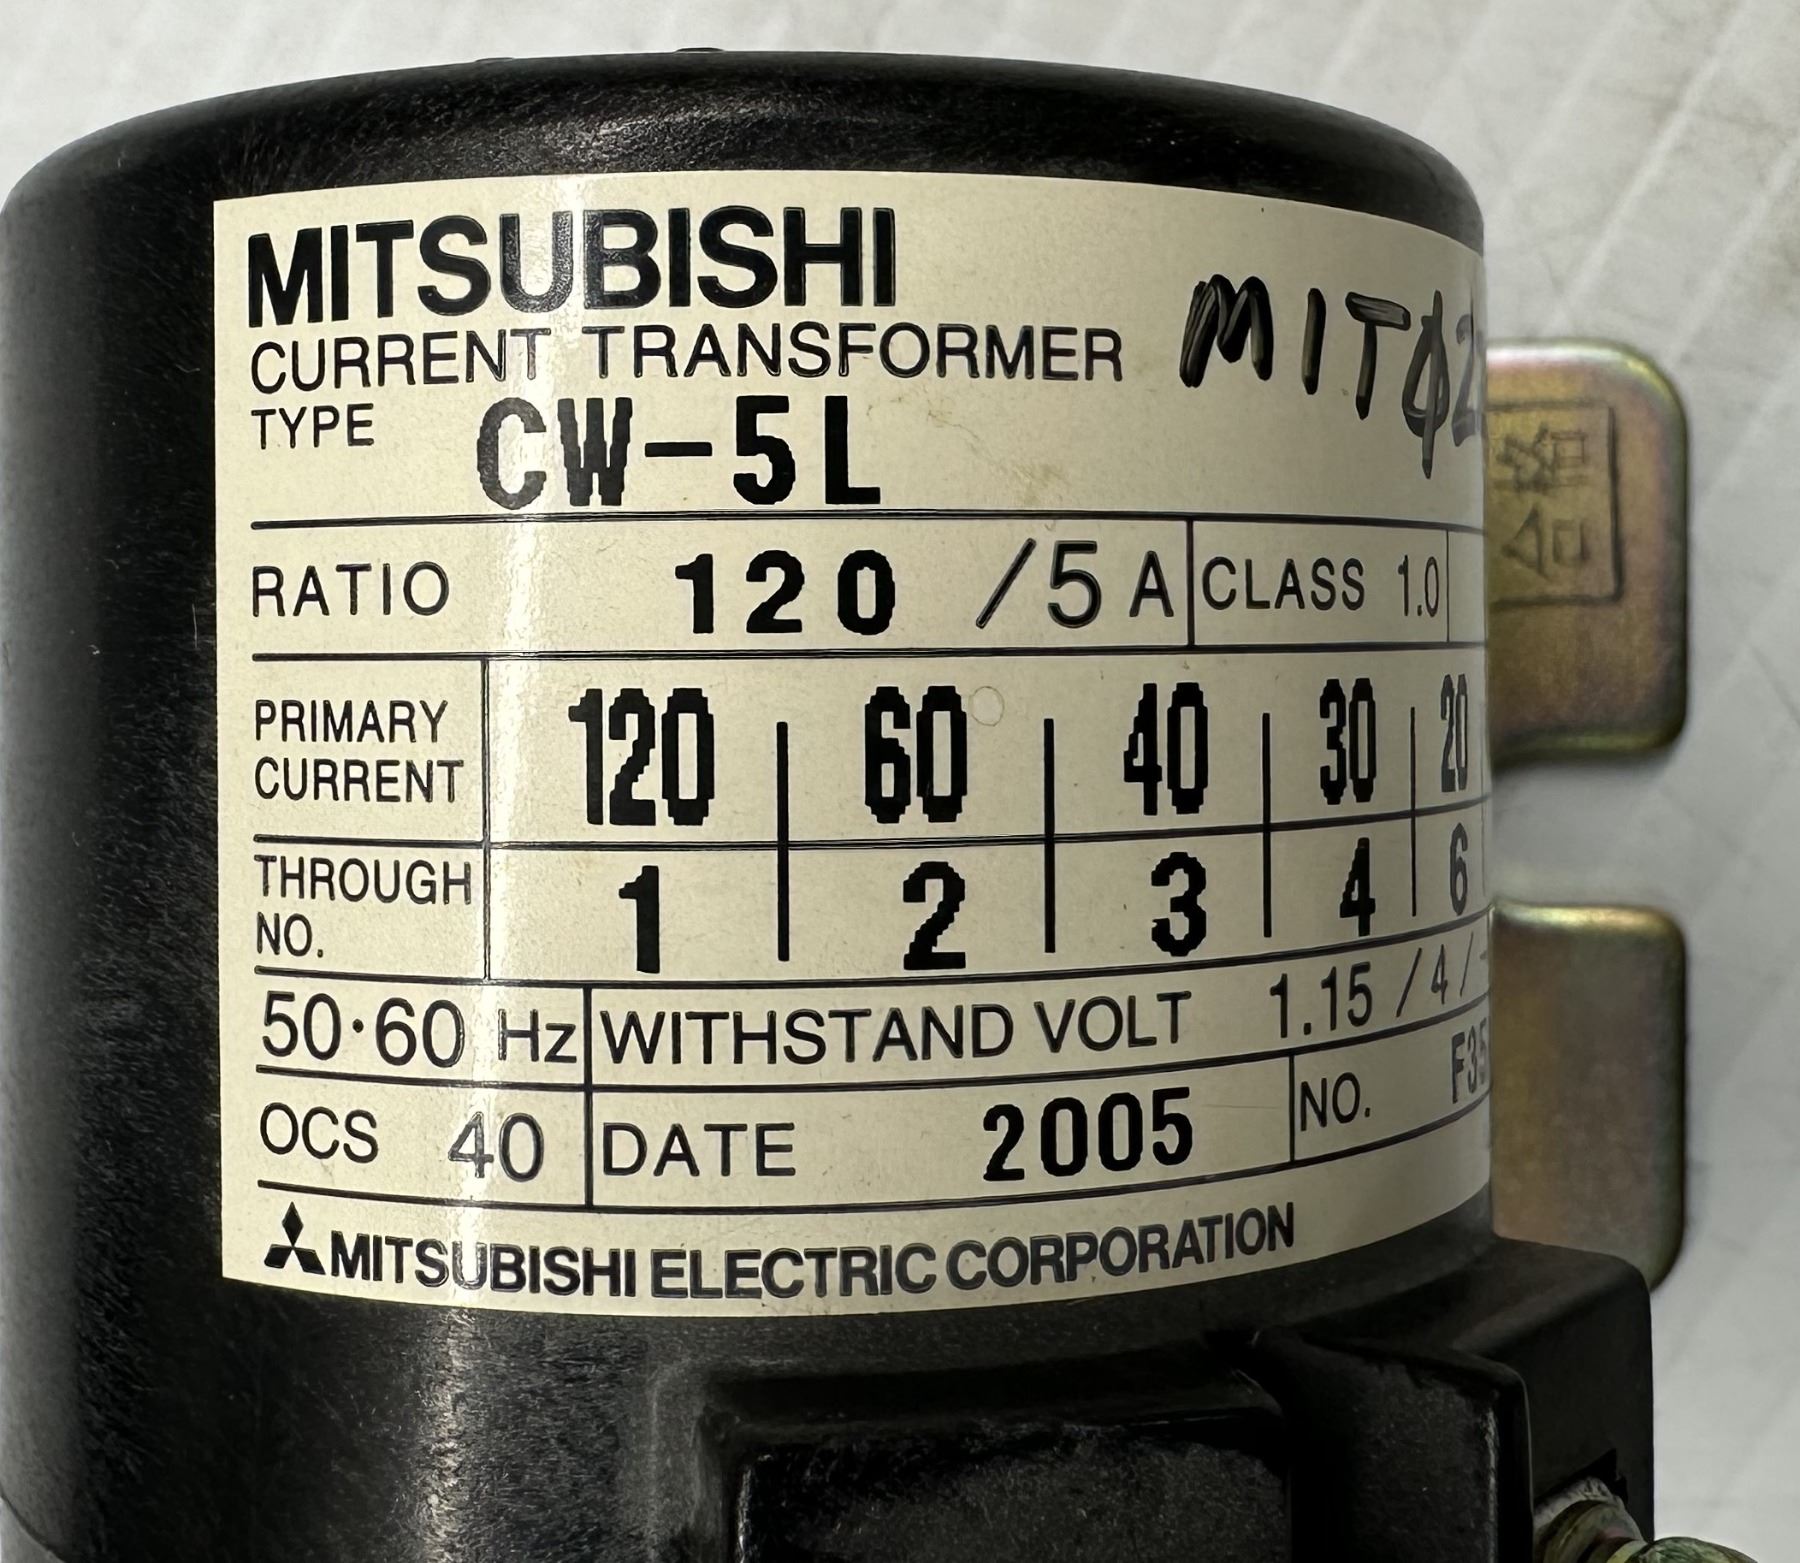 MITSUBISHI
CURRENT TRANSFORMER MITφ2
TYPE CW-5L
RATIO 120 /5 A CLASS 1.0
PRIMARY CURRENT 120 60 40 30 20
THROUGH NO. 1 2 3 4 6
50·60 Hz WITHSTAND VOLT 1.15 / 4 /
OCS 40 DATE 2005 NO. F35
MITSUBISHI ELECTRIC CORPORATION